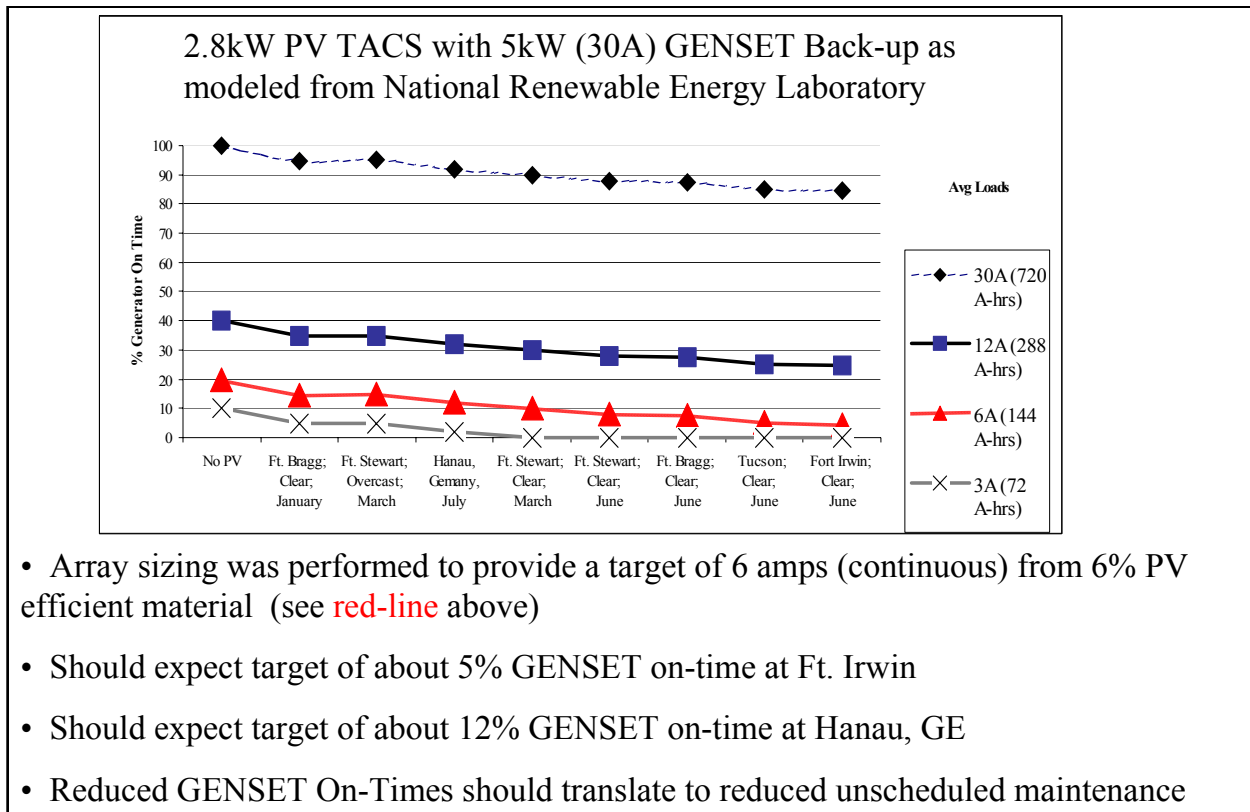 2.8kW PV TACS with 5kW (30A) GENSET Back-up as
modeled from National Renewable Energy Laboratory
100
90
80
70
60
50
40
30
20
10
0
% Generator On Time
No PV
Ft. Bragg;
Clear;
January
Ft. Stewart;
Overcast;
March
Hanau,
Gemany,
July
Ft. Stewart;
Clear;
March
Ft. Stewart;
Clear;
June
Ft. Bragg;
Clear;
June
Tucson;
Clear;
June
Fort Irwin;
Clear;
June
Avg Loads
30A (720
A-hrs)
12A (288
A-hrs)
6A (144
A-hrs)
3A (72
A-hrs)
• Array sizing was performed to provide a target of 6 amps (continuous) from 6% PV
efficient material (see red-line above)
• Should expect target of about 5% GENSET on-time at Ft. Irwin
• Should expect target of about 12% GENSET on-time at Hanau, GE
• Reduced GENSET On-Times should translate to reduced unscheduled maintenance